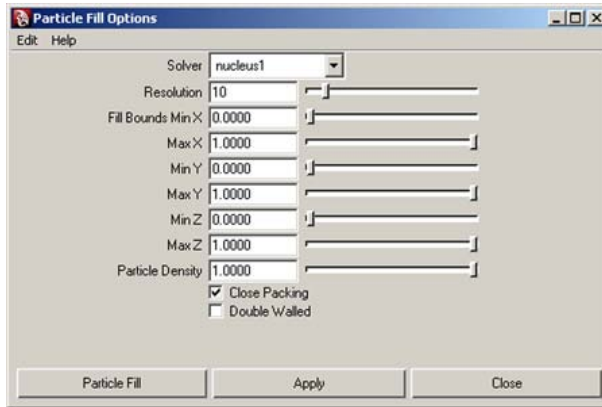 Particle Fill Options
Edit Help
Solver nucleus1
Resolution 10
Fill Bounds Min X 0.0000
Max X 1.0000
Min Y 0.0000
Max Y 1.0000
Min Z 0.0000
Max Z 1.0000
Particle Density 1.0000
Close Packing
Double Walled
Particle Fill Apply Close